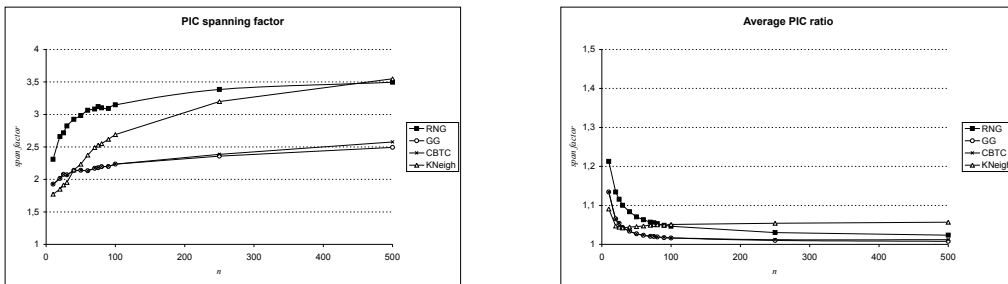 PIC spanning factor
4
3,5
3
2,5
2
1,5
1
span factor
0
100
200
300
400
500
n
RNG
GG
CBTC
KNeigh
Average PIC ratio
1,5
1,4
1,3
1,2
1,1
1
span factor
0
100
200
300
400
500
n
RNG
GG
CBTC
KNeigh